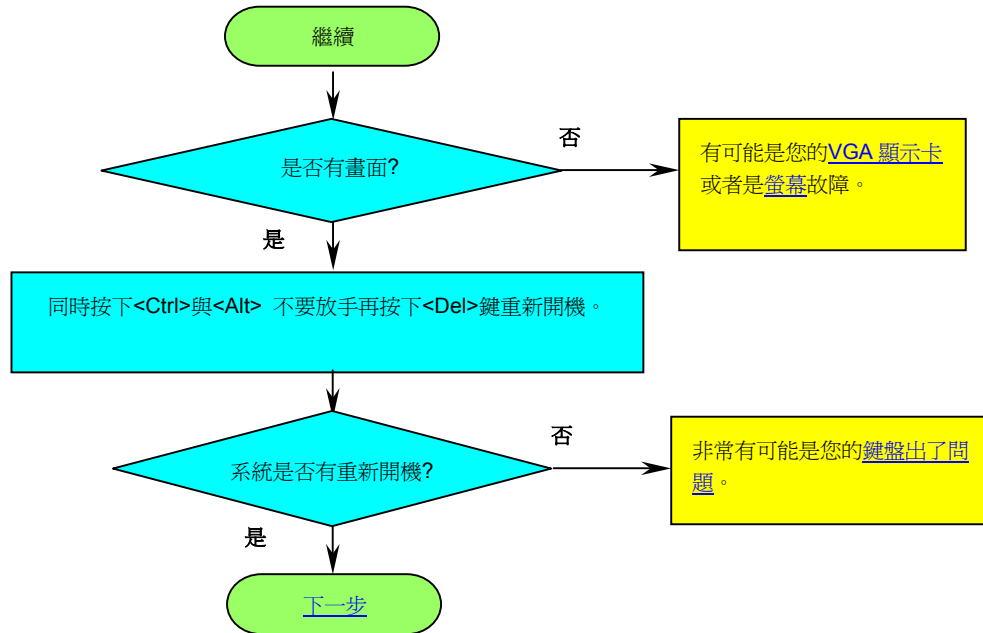 繼續
是否有畫面?
否
有可能是您的VGA 顯示卡
或者是螢幕故障。
是
同時按下<Ctrl>與<Alt> 不要放手再按下<Del>鍵重新開機。
系統是否有重新開機?
否
非常有可能是您的鍵盤出了問
題。
是
下一步